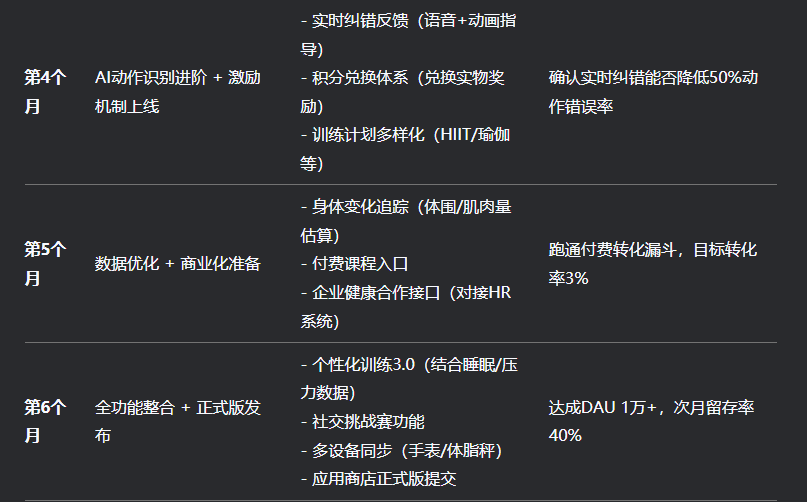 - 实时纠错反馈（语音+动画指
导）
第4个
月
AI动作识别进阶 + 激励
机制上线
- 积分兑换体系（兑换实物奖
励）
- 训练计划多样化（HIIT/瑜伽
等）
确认实时纠错能否降低50%动
作错误率
第5个
月
数据优化 + 商业化准备
- 身体变化追踪（体围/肌肉量
估算）
- 付费课程入口
- 企业健康合作接口（对接HR
系统）
跑通付费转化漏斗，目标转化
率3%
第6个
月
全功能整合 + 正式版发
布
- 个性化训练3.0（结合睡眠/压
力数据）
- 社交挑战赛功能
- 多设备同步（手表/体脂秤）
- 应用商店正式版提交
达成DAU 1万+，次月留存率
40%